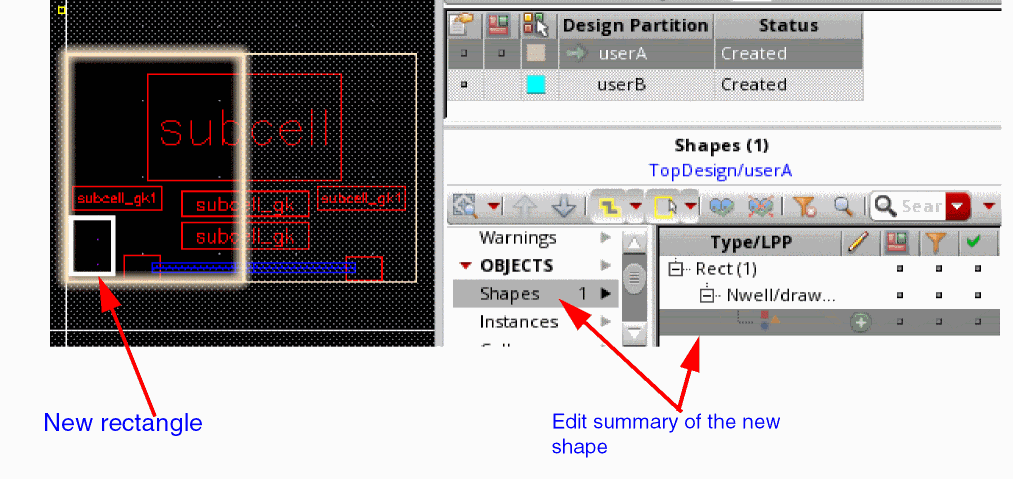 Design Partition Status
userA Created
userB Created
Shapes (1)
TopDesign/userA
Sear
subcell
subcell_gk1 subcell_gk subcell_gk1
subcell_gk
Warnings
OBJECTS
Shapes 1
Instances
Type/LPP
Rect (1)
Nwell/draw...
New rectangle
Edit summary of the new
shape